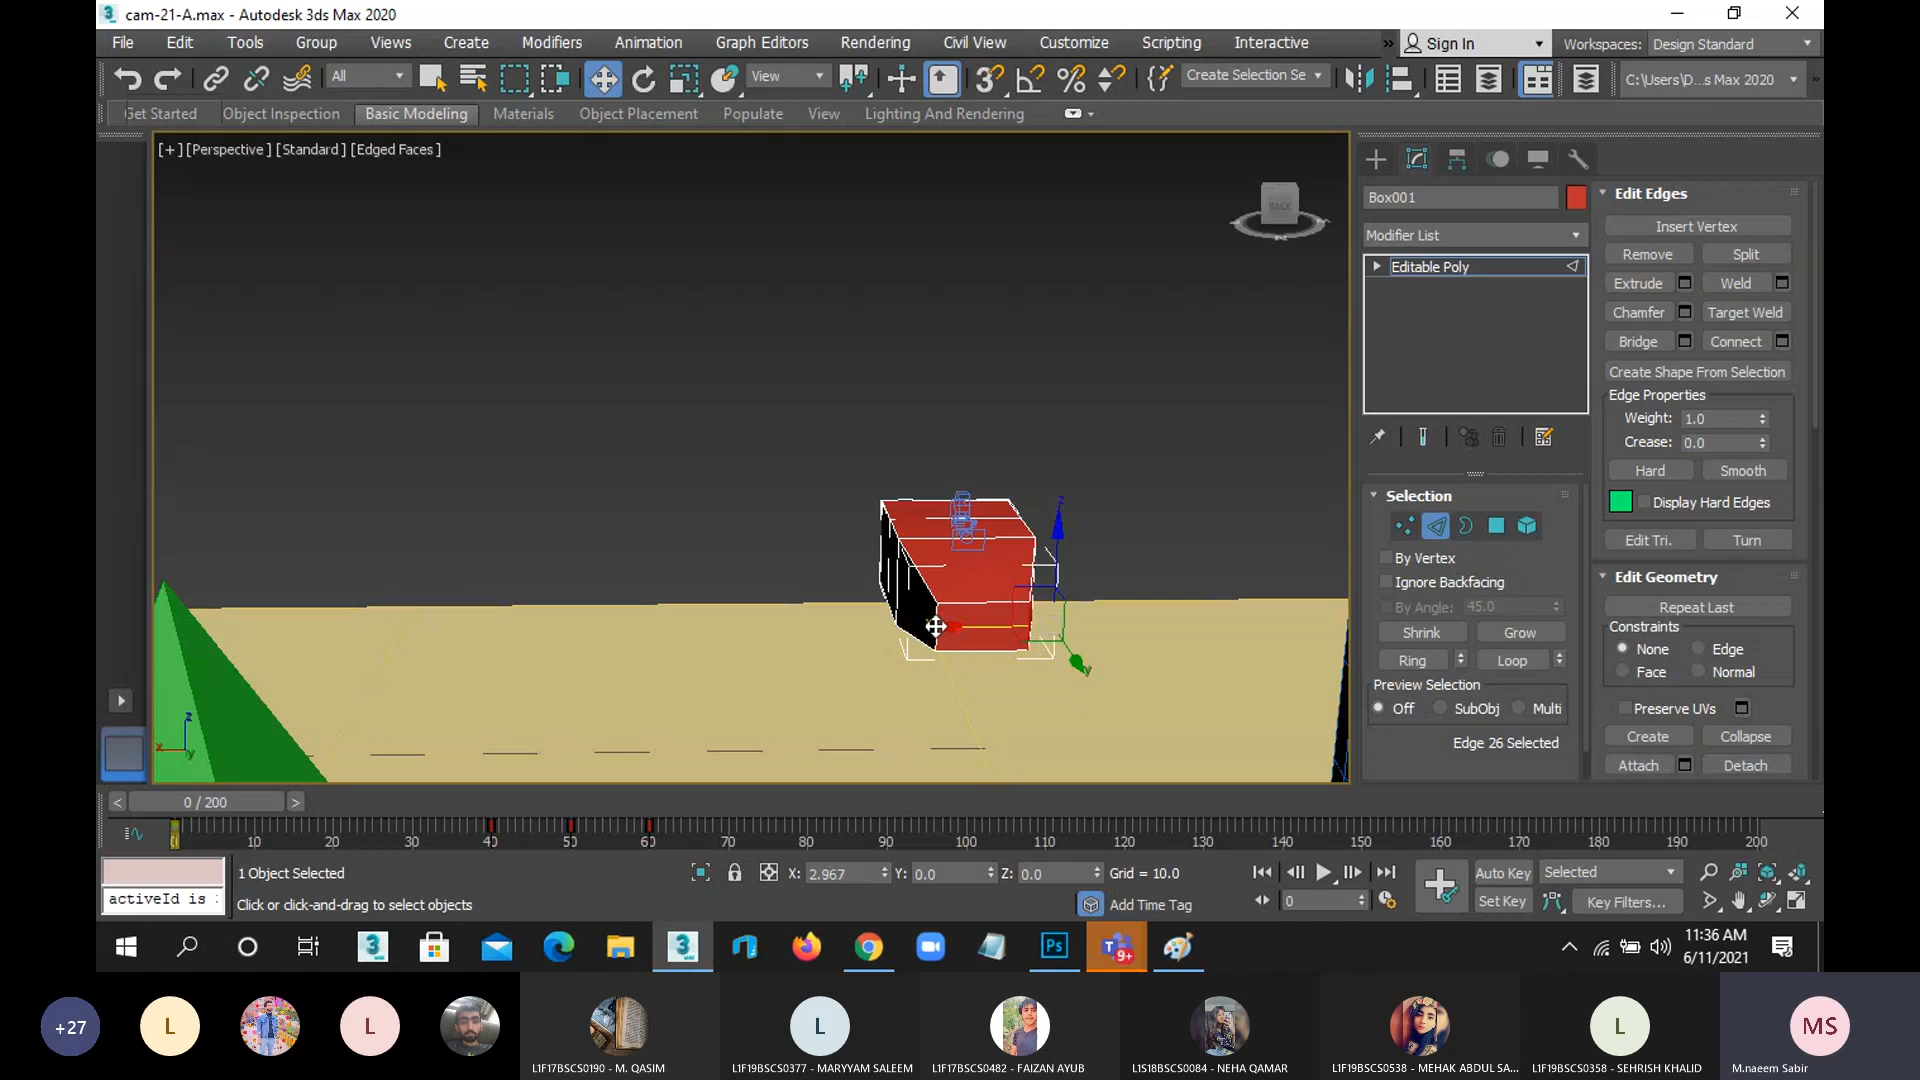 cam-21-A.max - Autodesk 3ds Max 2020
File Edit Tools Group Views Create Modifiers Animation Graph Editors Rendering Civil View Customize Scripting Interactive » Sign In Workspaces: Design Standard
All View Create Selection Se C:\Users\D...s Max 2020 »
Get Started Object Inspection Basic Modeling Materials Object Placement Populate View Lighting And Rendering
[+] [Perspective ] [Standard ] [Edged Faces ]
BACK
z
y
z
x
y
Box001
Modifier List
Editable Poly
Selection
By Vertex
Ignore Backfacing
By Angle: 45.0
Shrink Grow
Ring Loop
Preview Selection
Off SubObj Multi
Edge 26 Selected
Edit Edges
Insert Vertex
Remove Split
Extrude Weld
Chamfer Target Weld
Bridge Connect
Create Shape From Selection
Edge Properties
Weight: 1.0
Crease: 0.0
Hard Smooth
Display Hard Edges
Edit Tri. Turn
Edit Geometry
Repeat Last
Constraints
None Edge
Face Normal
Preserve UVs
Create Collapse
Attach Detach
< 0 / 200 >
10 20 30 40 50 60 70 80 90 100 110 120 130 140 150 160 170 180 190 200
1 Object Selected X: 2.967 Y: 0.0 Z: 0.0 Grid = 10.0 Auto Key Selected
activeId is : Click or click-and-drag to select objects Add Time Tag 0 Set Key Key Filters...
3 MAX 3 MAX Ps T 9+ 11:36 AM
6/11/2021
+27 L L L L MS
L1F17BSCS0190 - M. QASIM L1F19BSCS0377 - MARYYAM SALEEM L1F17BSCS0482 - FAIZAN AYUB L1S18BSCS0084 - NEHA QAMAR L1F19BSCS0538 - MEHAK ABDUL SA... L1F19BSCS0358 - SEHRISH KHALID M.naeem Sabir